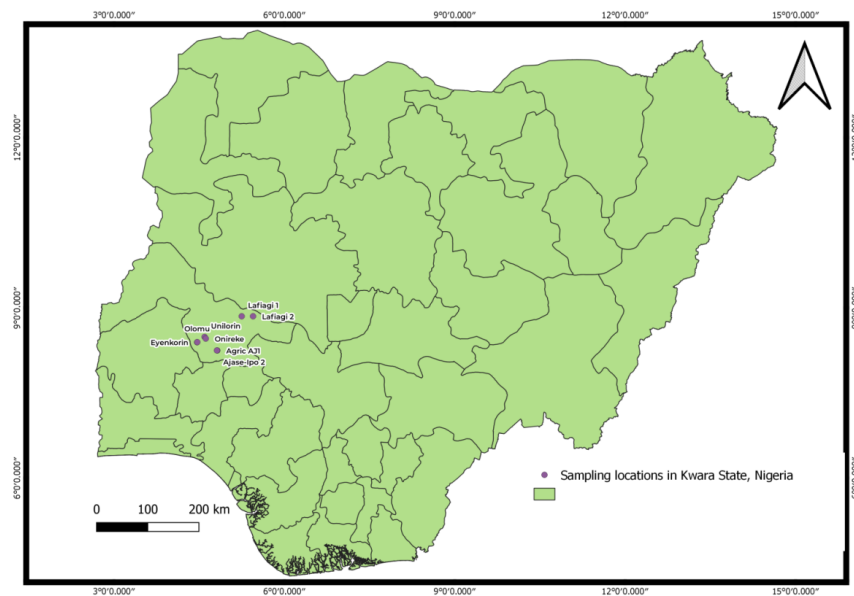 3°0′0.000″ 6°0′0.000″ 9°0′0.000″ 12°0′0.000″ 15°0′0.000″
12°0′0.000″
9°0′0.000″
6°0′0.000″
Lafiagi 1
Lafiagi 2
Olomu Unilorin
Eyenkorin Onireke
Agric AJ1
Ajase-Ipo 2
Sampling locations in Kwara State, Nigeria
0 100 200 km
3°0′0.000″ 6°0′0.000″ 9°0′0.000″ 12°0′0.000″ 15°0′0.000″